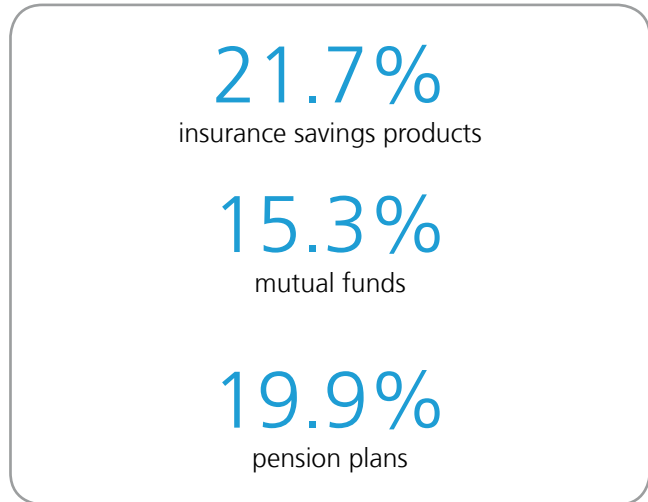 21.7%
insurance savings products
15.3%
mutual funds
19.9%
pension plans